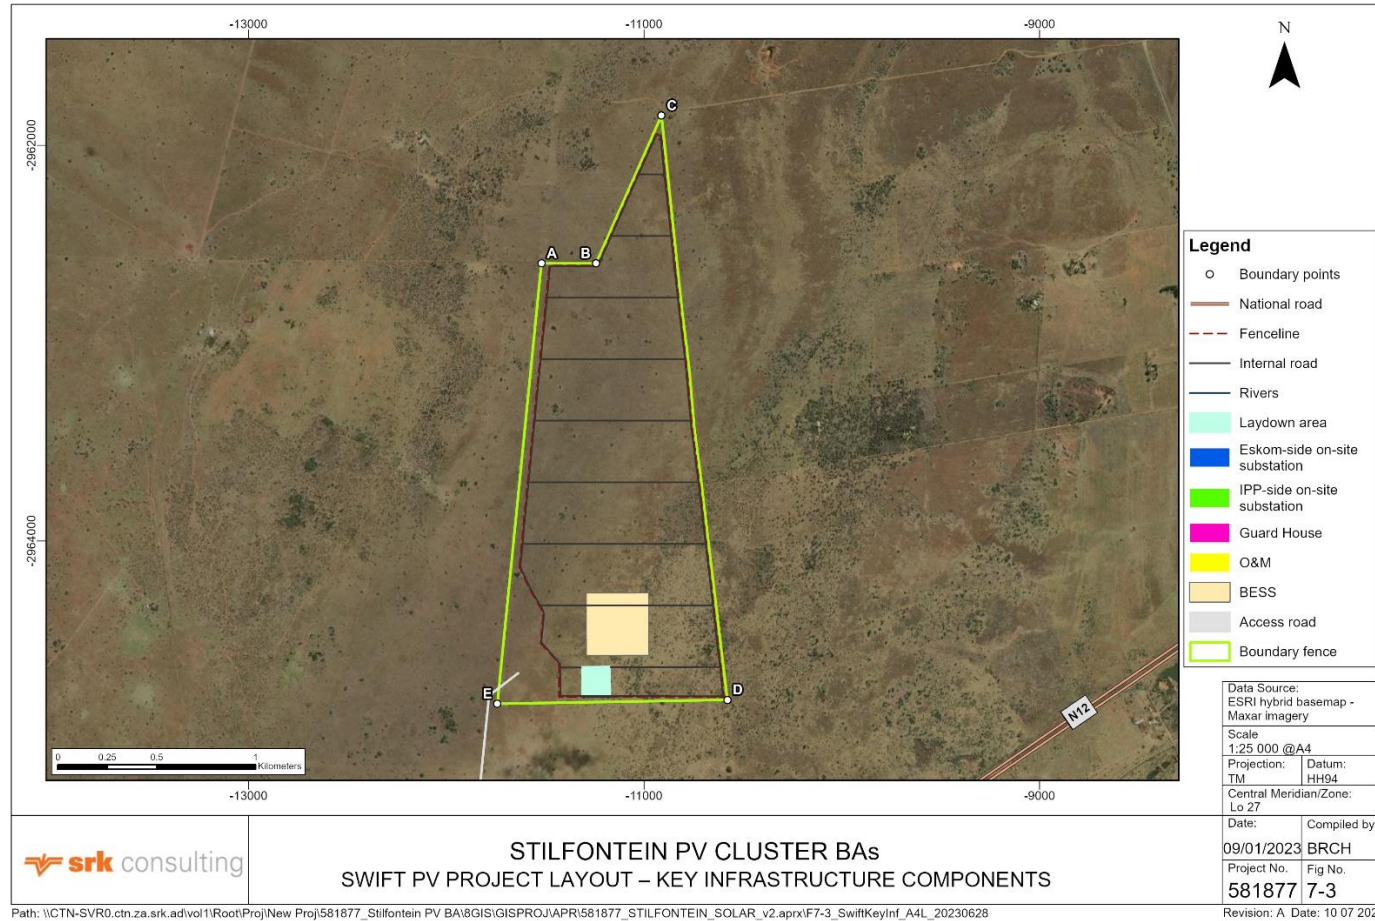 -13000
-11000
-9000
N
-2962000
-2964000
C
A
B
E
D
N12
0
0.25
0.5
1
Kilometers
-13000
-11000
-9000
Legend
Boundary points
National road
Fenceline
Internal road
Rivers
Laydown area
Eskom-side on-site
substation
IPP-side on-site
substation
Guard House
O&M
BESS
Access road
Boundary fence
Data Source:
ESRI hybrid basemap -
Maxar imagery
Scale
1:25 000 @A4
Projection:
TM
Datum:
HH94
Central Meridian/Zone:
Lo 27
Date:
09/01/2023
Compiled by
BRCH
Project No.
581877
Fig No.
7-3
srk consulting
STILFONTEIN PV CLUSTER BAs
SWIFT PV PROJECT LAYOUT – KEY INFRASTRUCTURE COMPONENTS
Path: \\CTN-SVR0.ctn.za.srk.ad\vol1\Root\Proj\New Proj\581877_Stilfontein PV BA\8GIS\GISPROJ\APR\581877_STILFONTEIN_SOLAR_v2.aprx\F7-3_SwiftKeyInf_A4L_20230628
Revision: A Date: 10 07 202